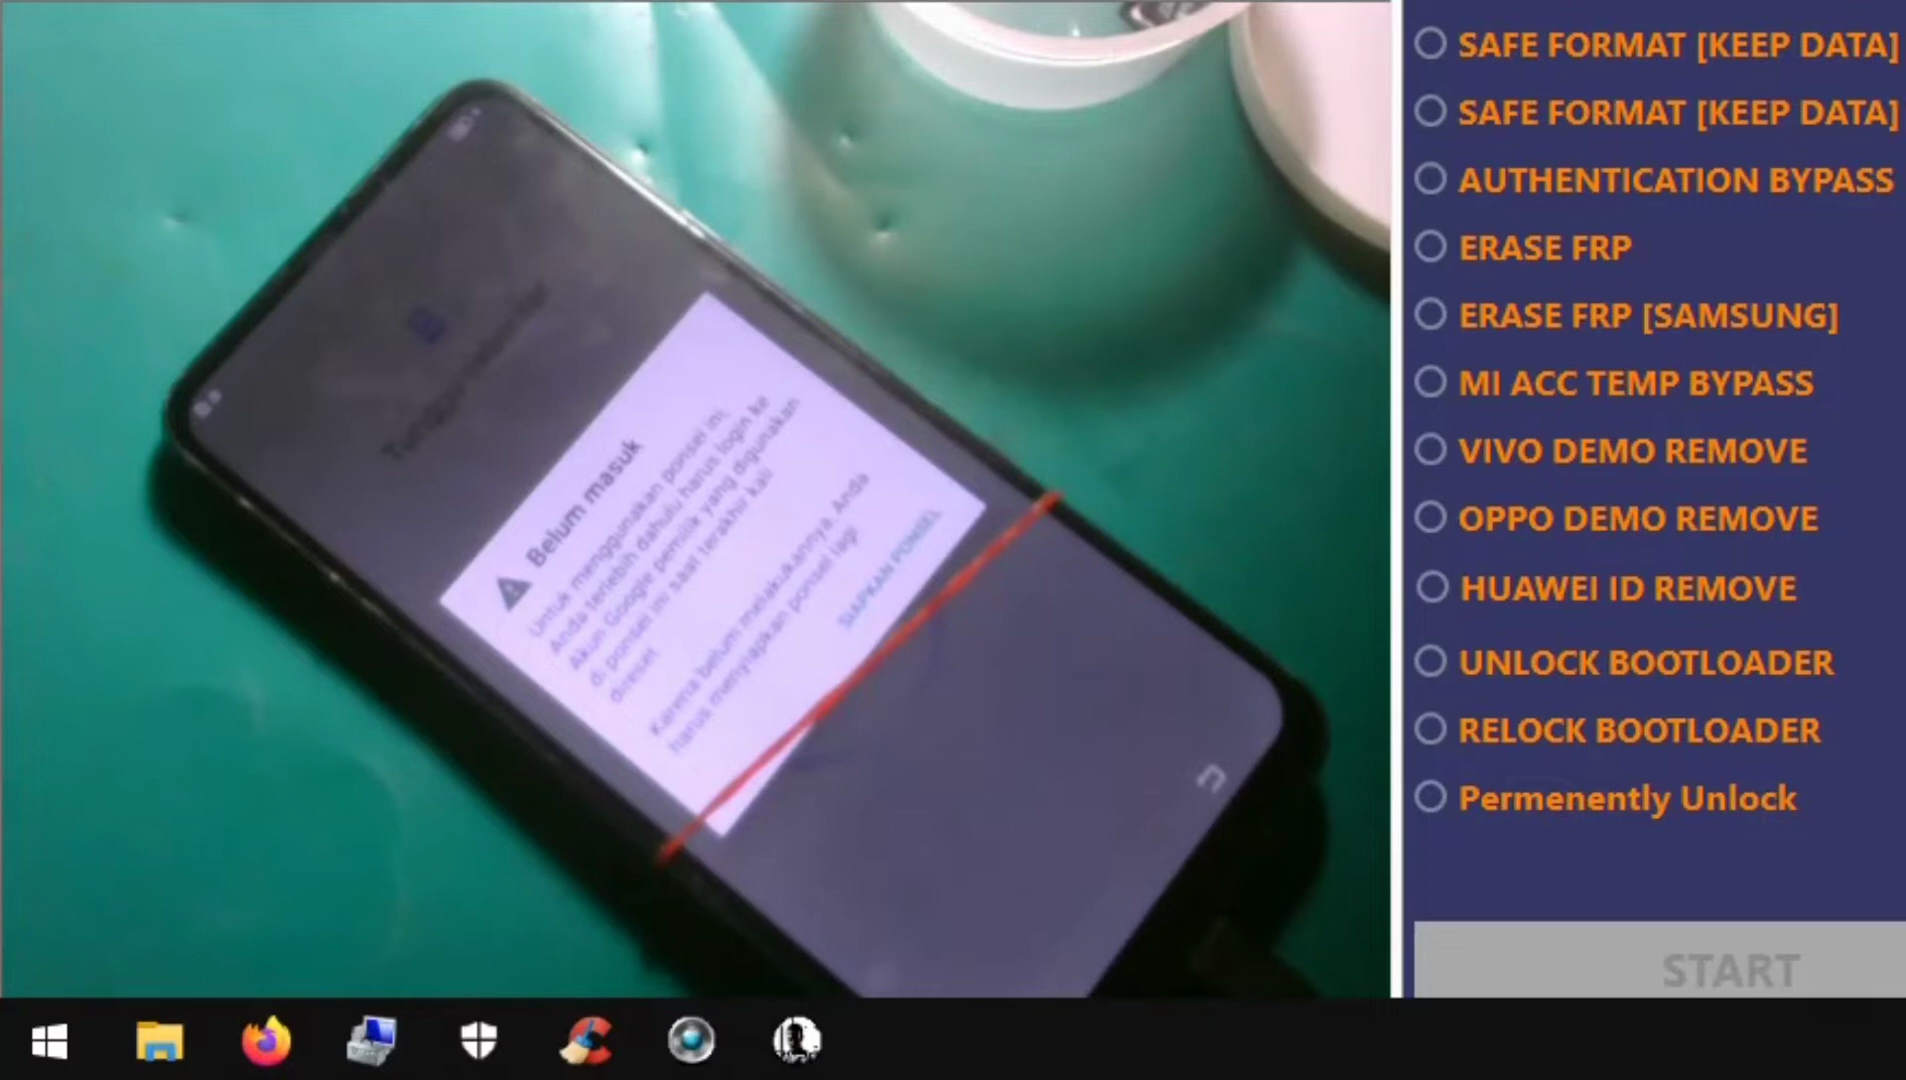 Belum masuk
Untuk menggunakan ponsel ini,
Anda terlebih dahulu harus login ke
Akun Google pemilik yang digunakan
di ponsel ini saat terakhir kali
direset
Karena belum melakukannya, Anda
harus menyiapkan ponsel lagi
SIAPKAN PONSEL
SAFE FORMAT [KEEP DATA]
SAFE FORMAT [KEEP DATA]
AUTHENTICATION BYPASS
ERASE FRP
ERASE FRP [SAMSUNG]
MI ACC TEMP BYPASS
VIVO DEMO REMOVE
OPPO DEMO REMOVE
HUAWEI ID REMOVE
UNLOCK BOOTLOADER
RELOCK BOOTLOADER
Permenently Unlock
START